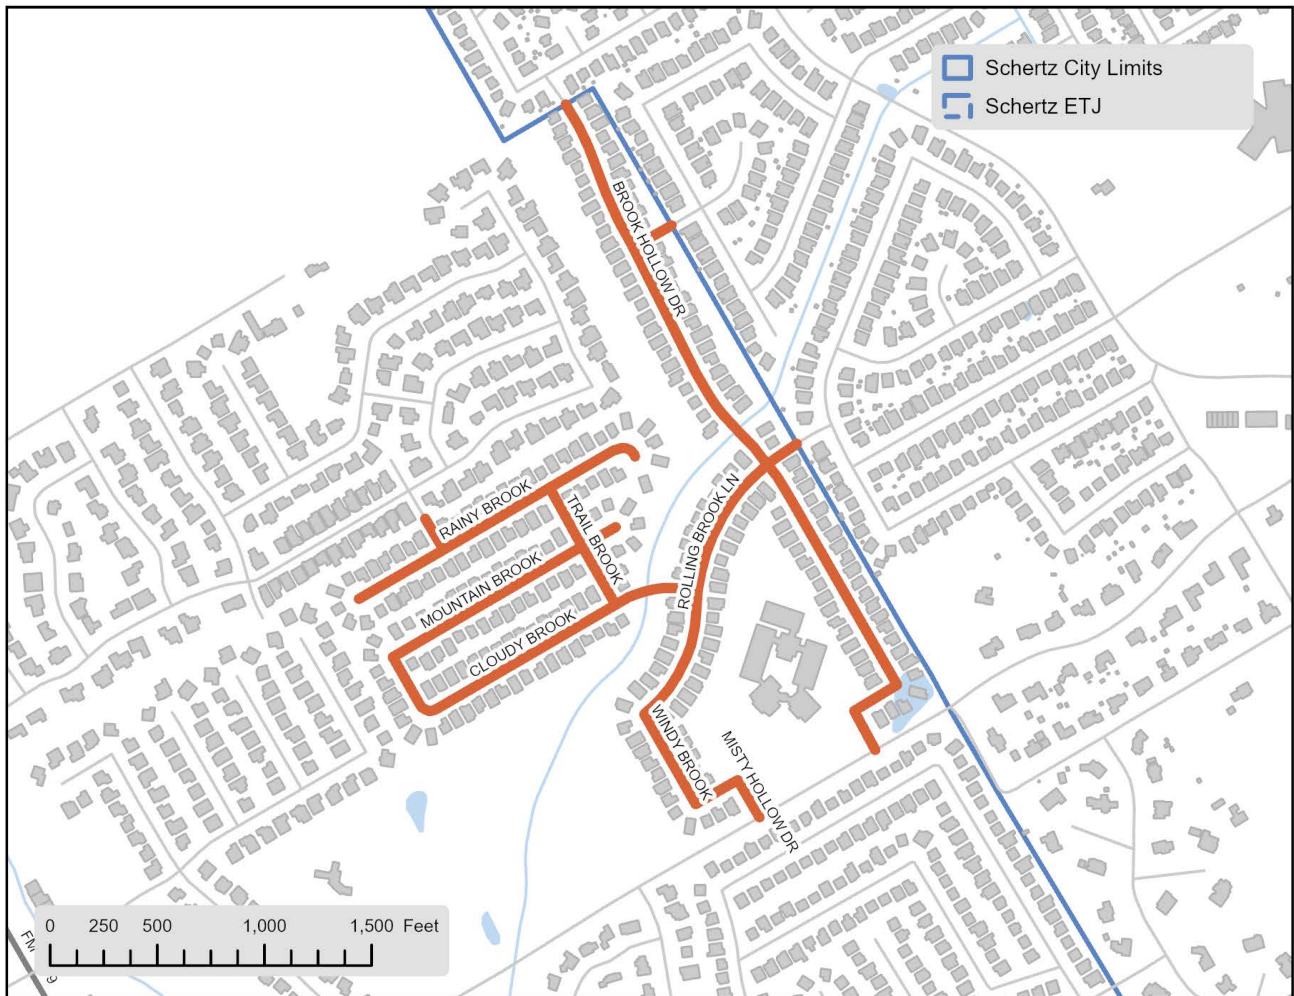 Schertz City Limits
Schertz ETJ
BROOK HOLLOW DR
RAINY BROOK
TRAIL BROOK
ROLLING BROOK LN
MOUNTAIN BROOK
CLOUDY BROOK
WINDY BROOK
MISTY HOLLOW DR
0 250 500 1,000 1,500 Feet